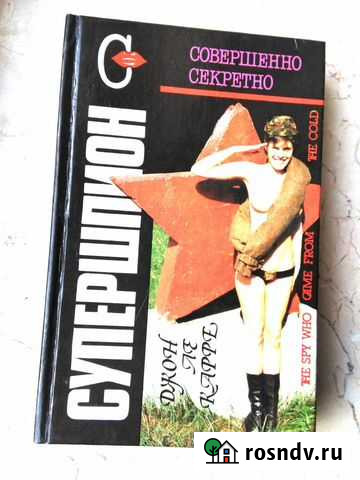 СОВЕРШЕННО
СЕКРЕТНО
СУПЕРШПИОН
ДЖОН
ЛЕ
КАРРЕ
THE SPY WHO CAME FROM THE COLD
rosndv.ru